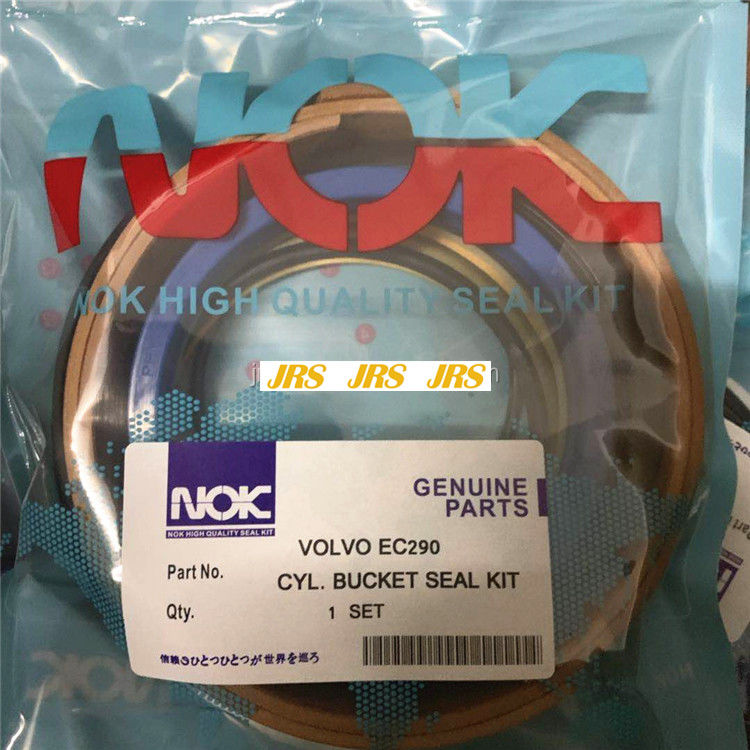 NOK
NOK HIGH QUALITY SEAL KIT
JRS JRS JRS
NOK
NOK HIGH QUALITY SEAL KIT
GENUINE
PARTS
VOLVO EC290
Part No. CYL. BUCKET SEAL KIT
Qty. 1 SET
信頼のひとつひとつが世界を巡ろ